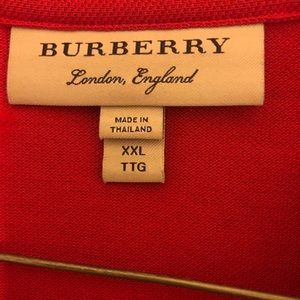 BURBERRY
London, England
MADE IN
THAILAND
XXL
TTG